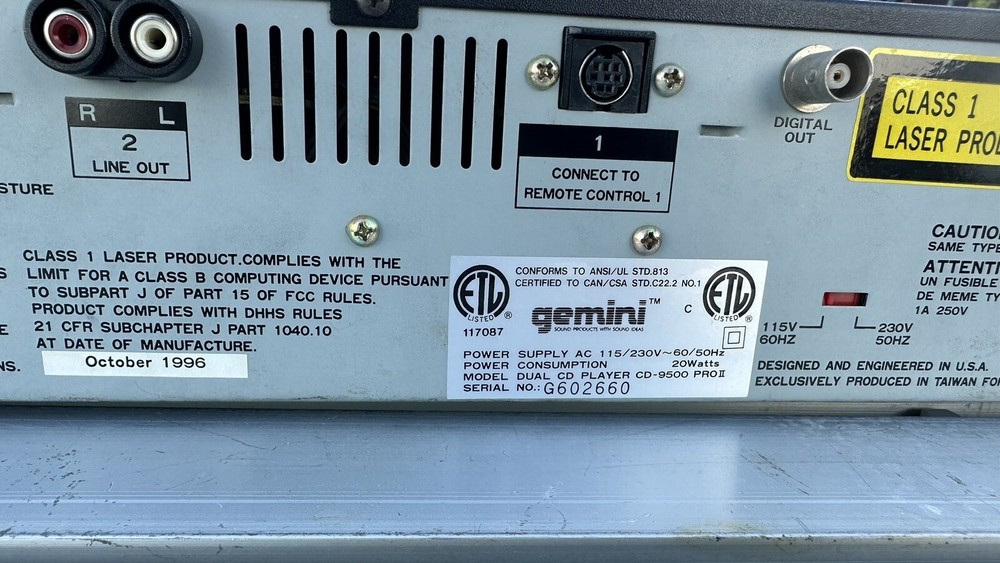 R L
2
LINE OUT
1
CONNECT TO
REMOTE CONTROL 1
DIGITAL
OUT
CLASS 1
LASER PROD
STURE
CLASS 1 LASER PRODUCT.COMPLIES WITH THE
LIMIT FOR A CLASS B COMPUTING DEVICE PURSUANT
TO SUBPART J OF PART 15 OF FCC RULES.
PRODUCT COMPLIES WITH DHHS RULES
21 CFR SUBCHAPTER J PART 1040.10
AT DATE OF MANUFACTURE.
October 1996
S
E
NS.
CONFORMS TO ANSI/UL STD.813
CERTIFIED TO CAN/CSA STD.C22.2 NO.1
ETL
LISTED ®
117087
gemini™
SOUND PRODUCTS WITH SOUND IDEAS
C
ETL
LISTED ®
POWER SUPPLY AC 115/230V~60/50Hz
POWER CONSUMPTION 20Watts
MODEL DUAL CD PLAYER CD-9500 PROII
SERIAL NO.: G602660
115V
60HZ
230V
50HZ
CAUTIO
SAME TYPE
ATTENTI
UN FUSIBLE
DE MEME TY
1A 250V
DESIGNED AND ENGINEERED IN U.S.A.
EXCLUSIVELY PRODUCED IN TAIWAN FO